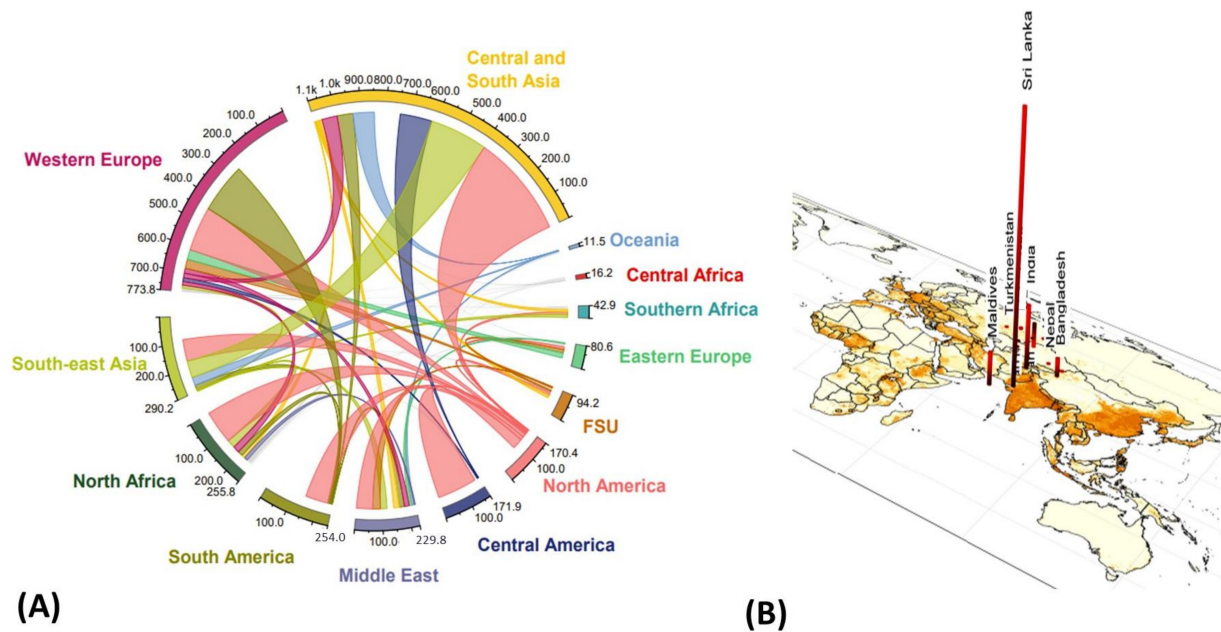 Central and
South Asia
1.1k
1.0k
900.0
800.0
700.0
600.0
500.0
400.0
300.0
200.0
100.0
Western Europe
100.0
200.0
300.0
400.0
500.0
600.0
700.0
773.8
Oceania
11.5
Central Africa
16.2
Southern Africa
42.9
Eastern Europe
80.6
FSU
94.2
North America
170.4
100.0
Central America
171.9
100.0
Middle East
229.8
100.0
South America
254.0
100.0
North Africa
255.8
200.0
100.0
South-east Asia
290.2
200.0
100.0
(A)
Sri Lanka
Maldives
Turkmenistan
India
Nepal
Bangladesh
(B)